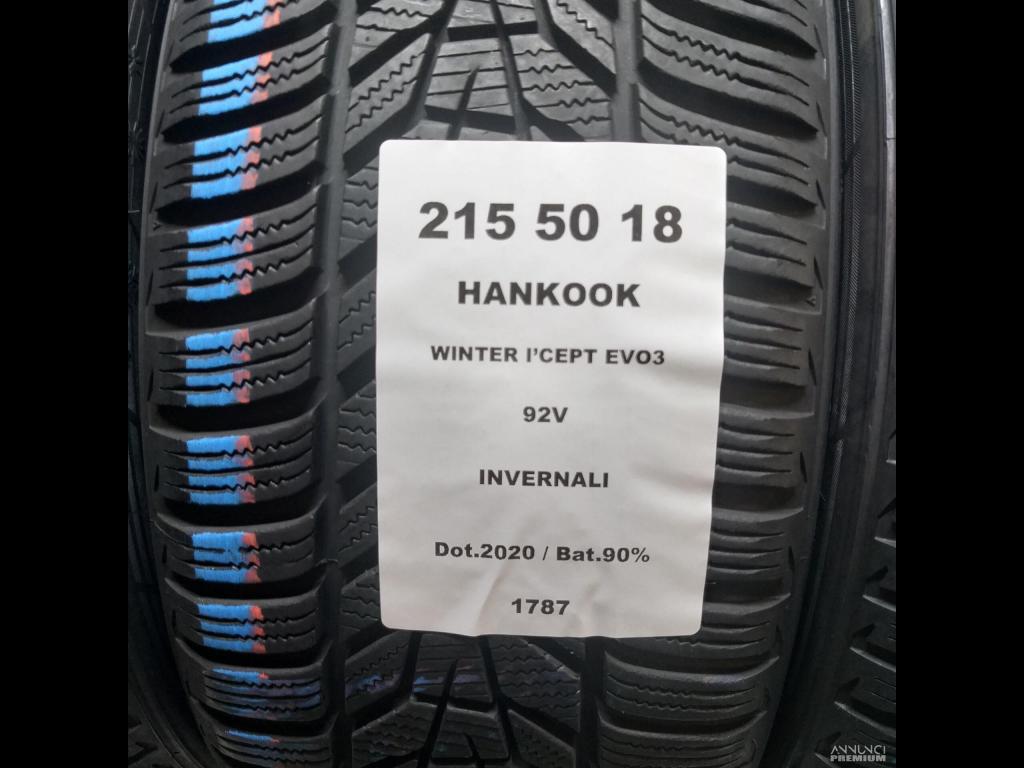 215 50 18
HANKOOK
WINTER I'CEPT EVO3
92V
INVERNALI
Dot.2020 / Bat.90%
1787
ANNUNCI
PREMIUM